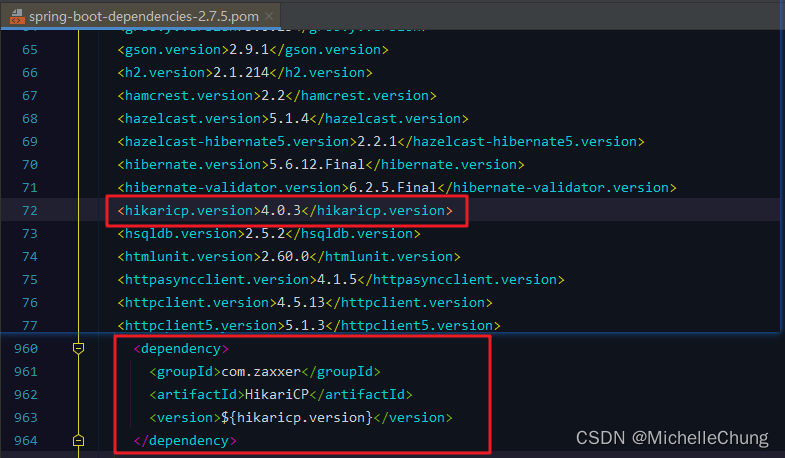 spring-boot-dependencies-2.7.5.pom ×
65 <gson.version>2.9.1</gson.version>
66 <h2.version>2.1.214</h2.version>
67 <hamcrest.version>2.2</hamcrest.version>
68 <hazelcast.version>5.1.4</hazelcast.version>
69 <hazelcast-hibernate5.version>2.2.1</hazelcast-hibernate5.version>
70 <hibernate.version>5.6.12.Final</hibernate.version>
71 <hibernate-validator.version>6.2.5.Final</hibernate-validator.version>
72 <hikaricp.version>4.0.3</hikaricp.version>
73 <hsqldb.version>2.5.2</hsqldb.version>
74 <htmlunit.version>2.60.0</htmlunit.version>
75 <httpasyncclient.version>4.1.5</httpasyncclient.version>
76 <httpclient.version>4.5.13</httpclient.version>
77 <httpclient5.version>5.1.3</httpclient5.version>
960 <dependency>
961 <groupId>com.zaxxer</groupId>
962 <artifactId>HikariCP</artifactId>
963 <version>${hikaricp.version}</version>
964 </dependency>
CSDN @MichelleChung